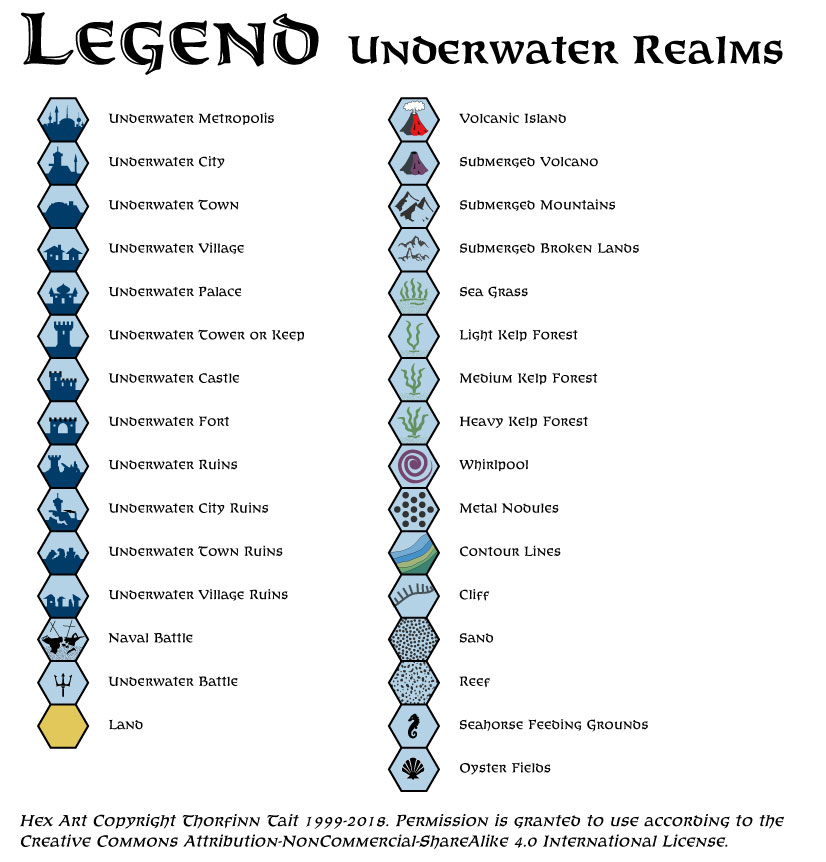 Legend Underwater Realms
Underwater Metropolis
Underwater City
Underwater Town
Underwater Village
Underwater Palace
Underwater Tower or Keep
Underwater Castle
Underwater Fort
Underwater Ruins
Underwater City Ruins
Underwater Town Ruins
Underwater Village Ruins
Naval Battle
Underwater Battle
Land
Volcanic Island
Submerged Volcano
Submerged Mountains
Submerged Broken Lands
Sea Grass
Light Kelp Forest
Medium Kelp Forest
Heavy Kelp Forest
Whirlpool
Metal Nodules
Contour Lines
Cliff
Sand
Reef
Seahorse Feeding Grounds
Oyster Fields
Hex Art Copyright Thorfinn Tait 1999-2018. Permission is granted to use according to the
Creative Commons Attribution-NonCommercial-ShareAlike 4.0 International License.